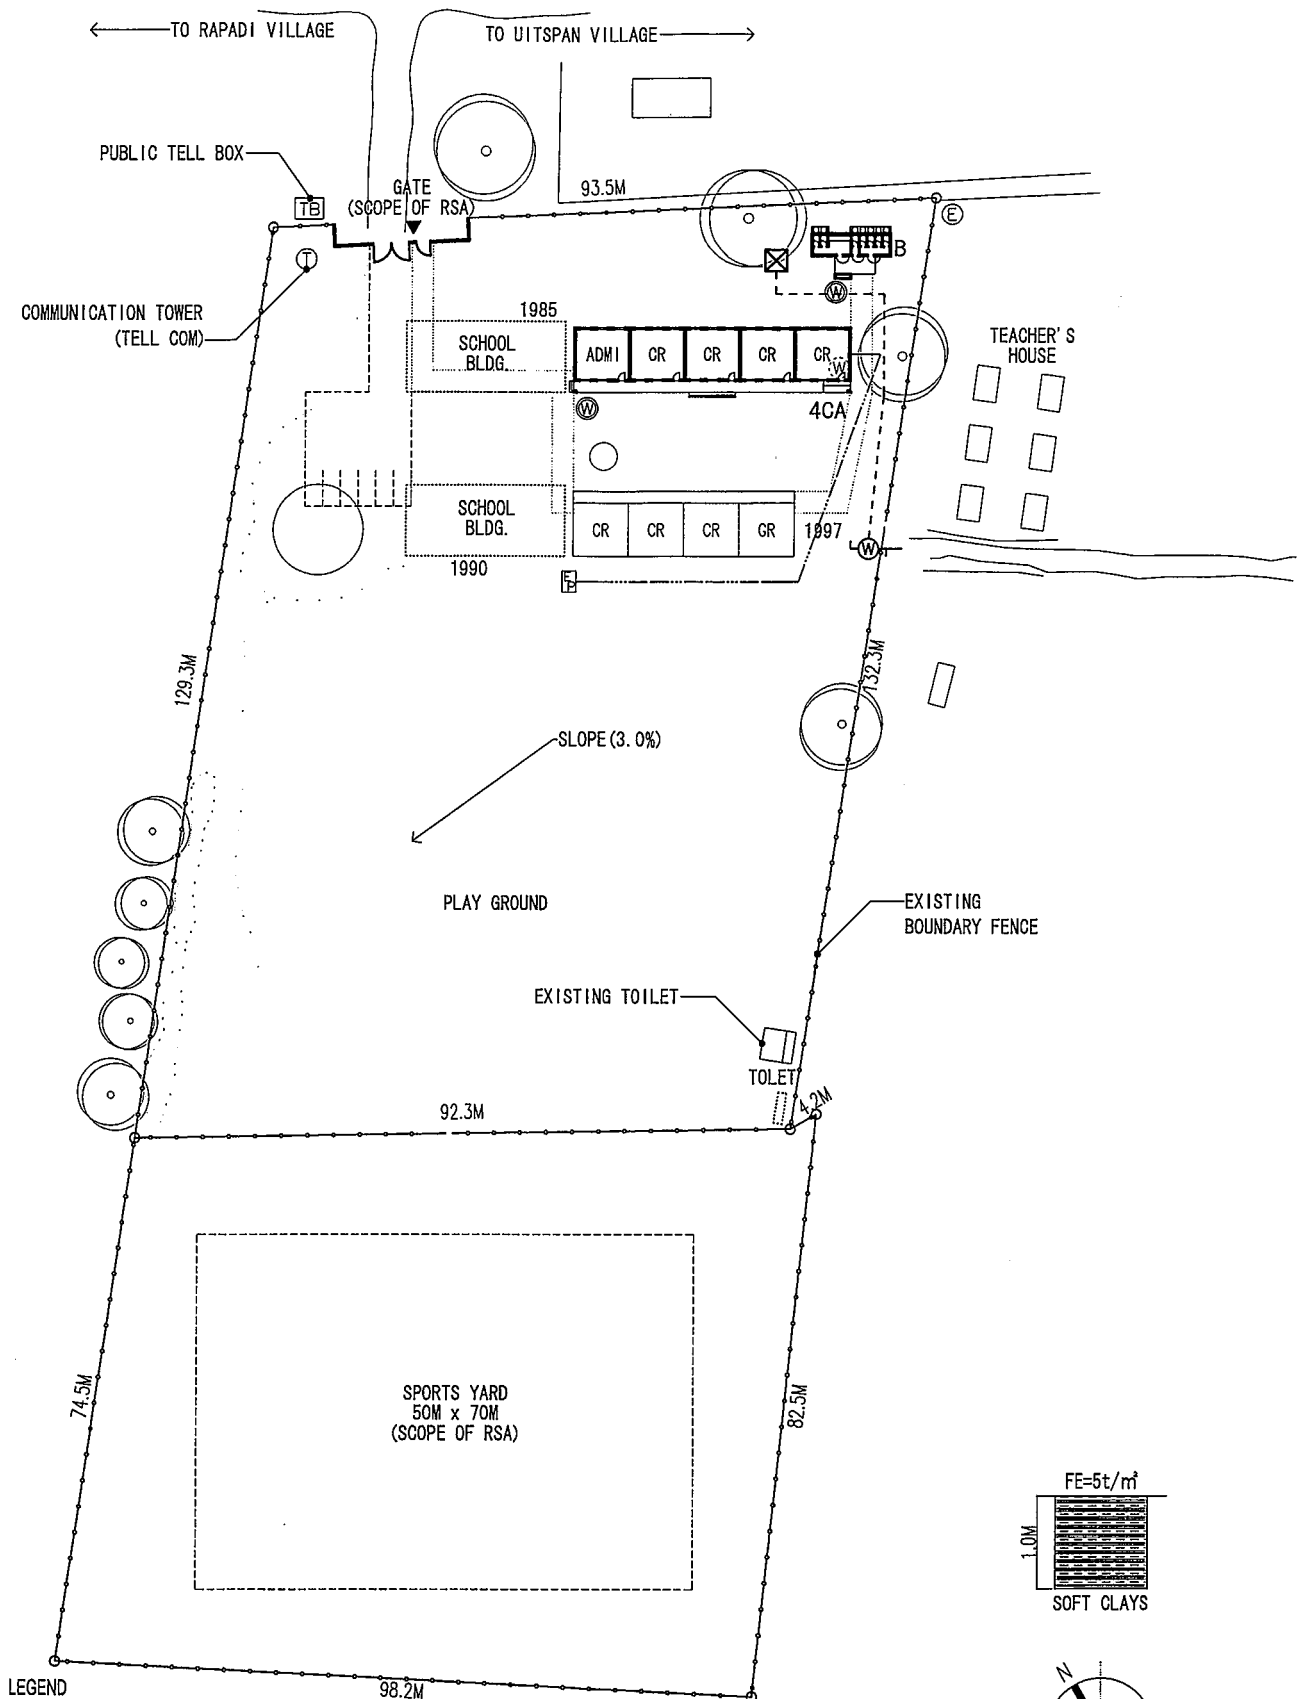 TO RAPADI VILLAGE
TO UITSPAN VILLAGE
PUBLIC TELL BOX
TB
GATE
(SCOPE OF RSA)
93.5M
E
T
B
COMMUNICATION TOWER
(TELL COM)
W
1985
SCHOOL
BLDG.
ADMI
CR
CR
CR
CR
W
TEACHER'S
HOUSE
W
4CA
SCHOOL
BLDG.
CR
CR
CR
GR
1997
W
1990
EP
129.3M
132.3M
SLOPE(3.0%)
PLAY GROUND
EXISTING
BOUNDARY FENCE
EXISTING TOILET
TOLET
4.2M
92.3M
74.5M
SPORTS YARD
50M x 70M
(SCOPE OF RSA)
82.5M
FE=5t/㎡
1.0M
SOFT CLAYS
N
LEGEND
98.2M